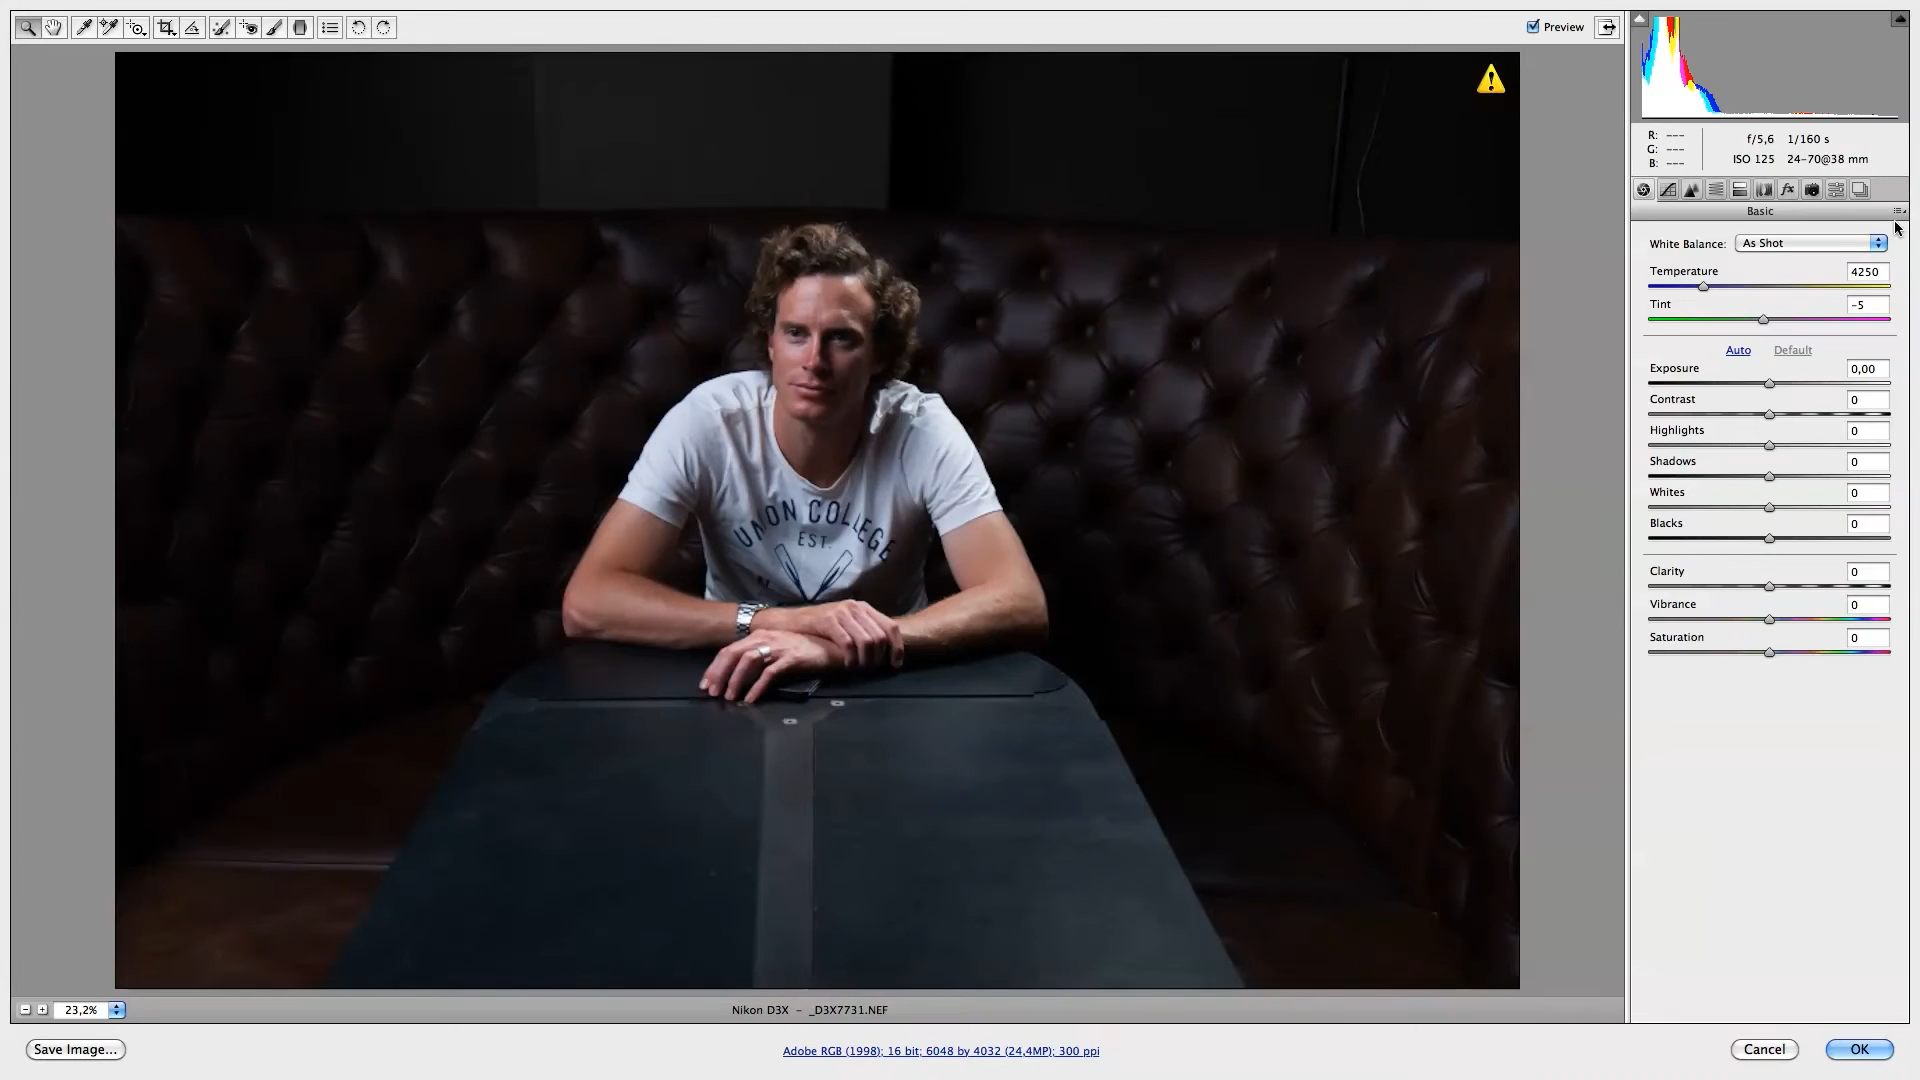 Preview
R: ---
G: ---
B: ---
f/5,6 1/160 s
ISO 125 24-70@38 mm
fx
Basic
White Balance: As Shot
Temperature 4250
Tint -5
Auto Default
Exposure 0,00
Contrast 0
Highlights 0
Shadows 0
Whites 0
Blacks 0
Clarity 0
Vibrance 0
Saturation 0
UNION COLLEGE
EST.
N
23,2%
Nikon D3X - _D3X7731.NEF
Save Image...
Adobe RGB (1998); 16 bit; 6048 by 4032 (24,4MP); 300 ppi
Cancel
OK